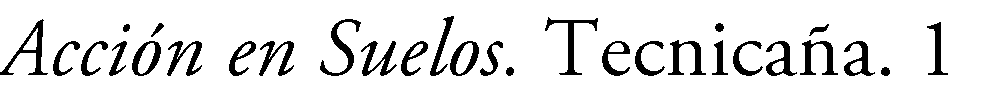 Acción en Suelos. Tecnicaña. 1